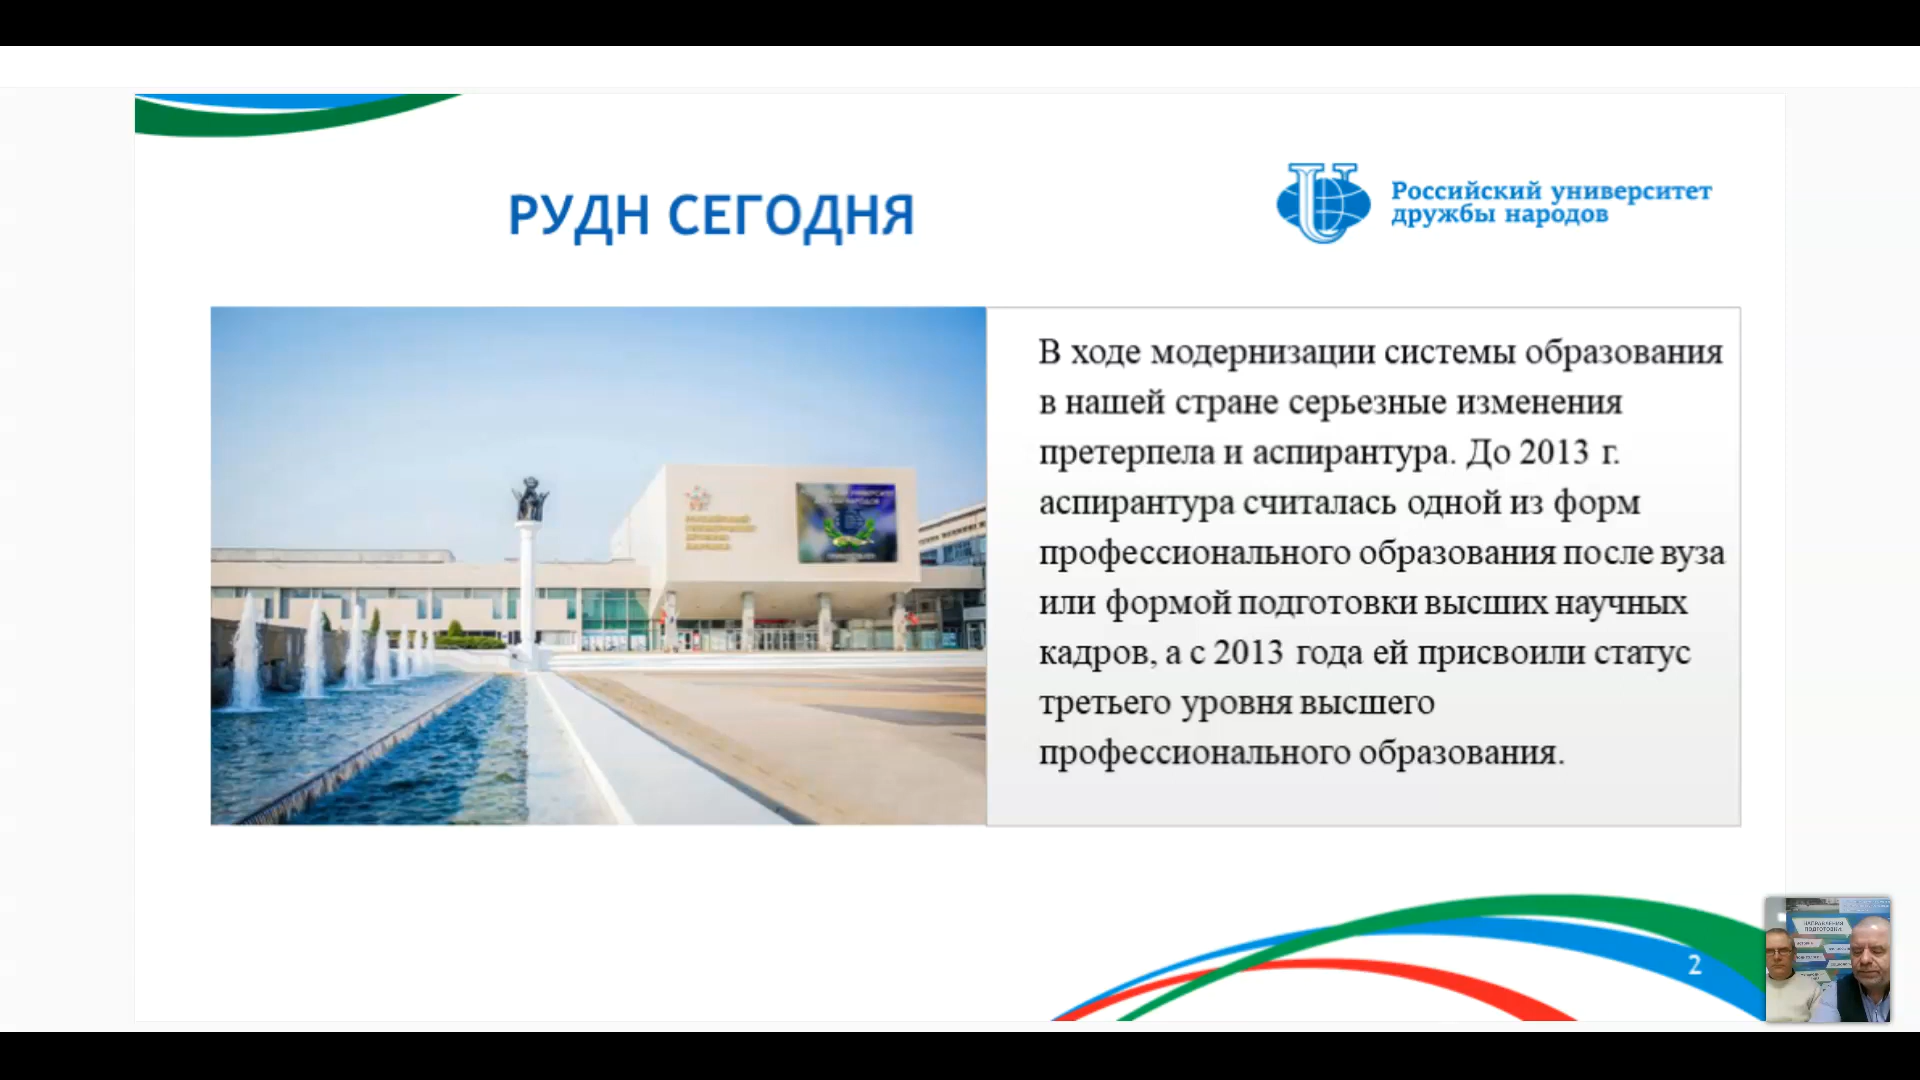 РУДН СЕГОДНЯ
Российский университет
дружбы народов
В ходе модернизации системы образования
в нашей стране серьезные изменения
претерпела и аспирантура. До 2013 г.
аспирантура считалась одной из форм
профессионального образования после вуза
или формой подготовки высших научных
кадров, а с 2013 года ей присвоили статус
третьего уровня высшего
профессионального образования.
2
НАПРАВЛЕНИЯ
ПОДГОТОВКИ